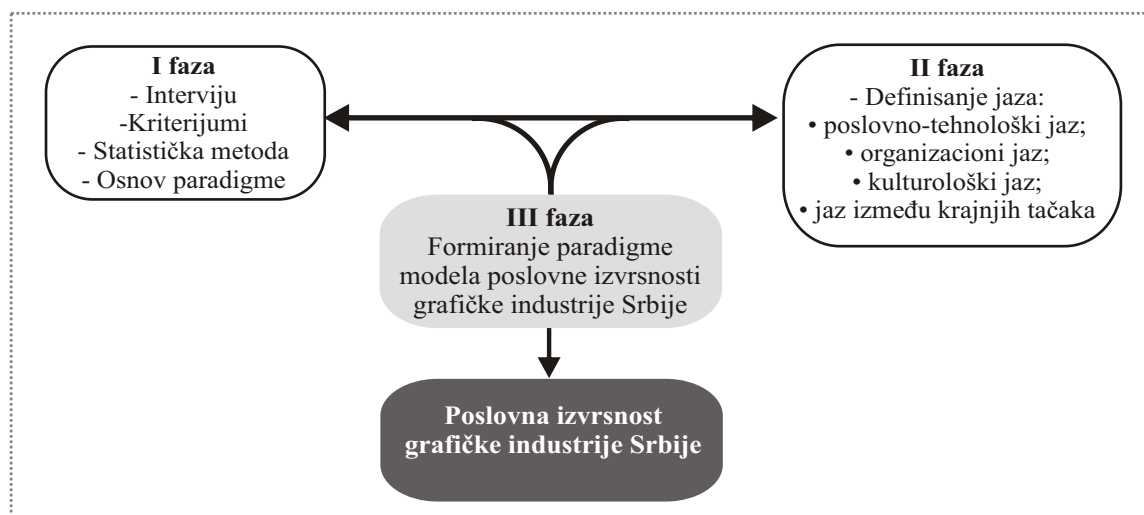 I faza
- Interviju
-Kriterijumi
- Statistička metoda
- Osnov paradigme
II faza
- Definisanje jaza:
• poslovno-tehnološki jaz;
• organizacioni jaz;
• kulturološki jaz;
• jaz između krajnjih tačaka
III faza
Formiranje paradigme
modela poslovne izvrsnosti
grafičke industrije Srbije
Poslovna izvrsnost
grafičke industrije Srbije